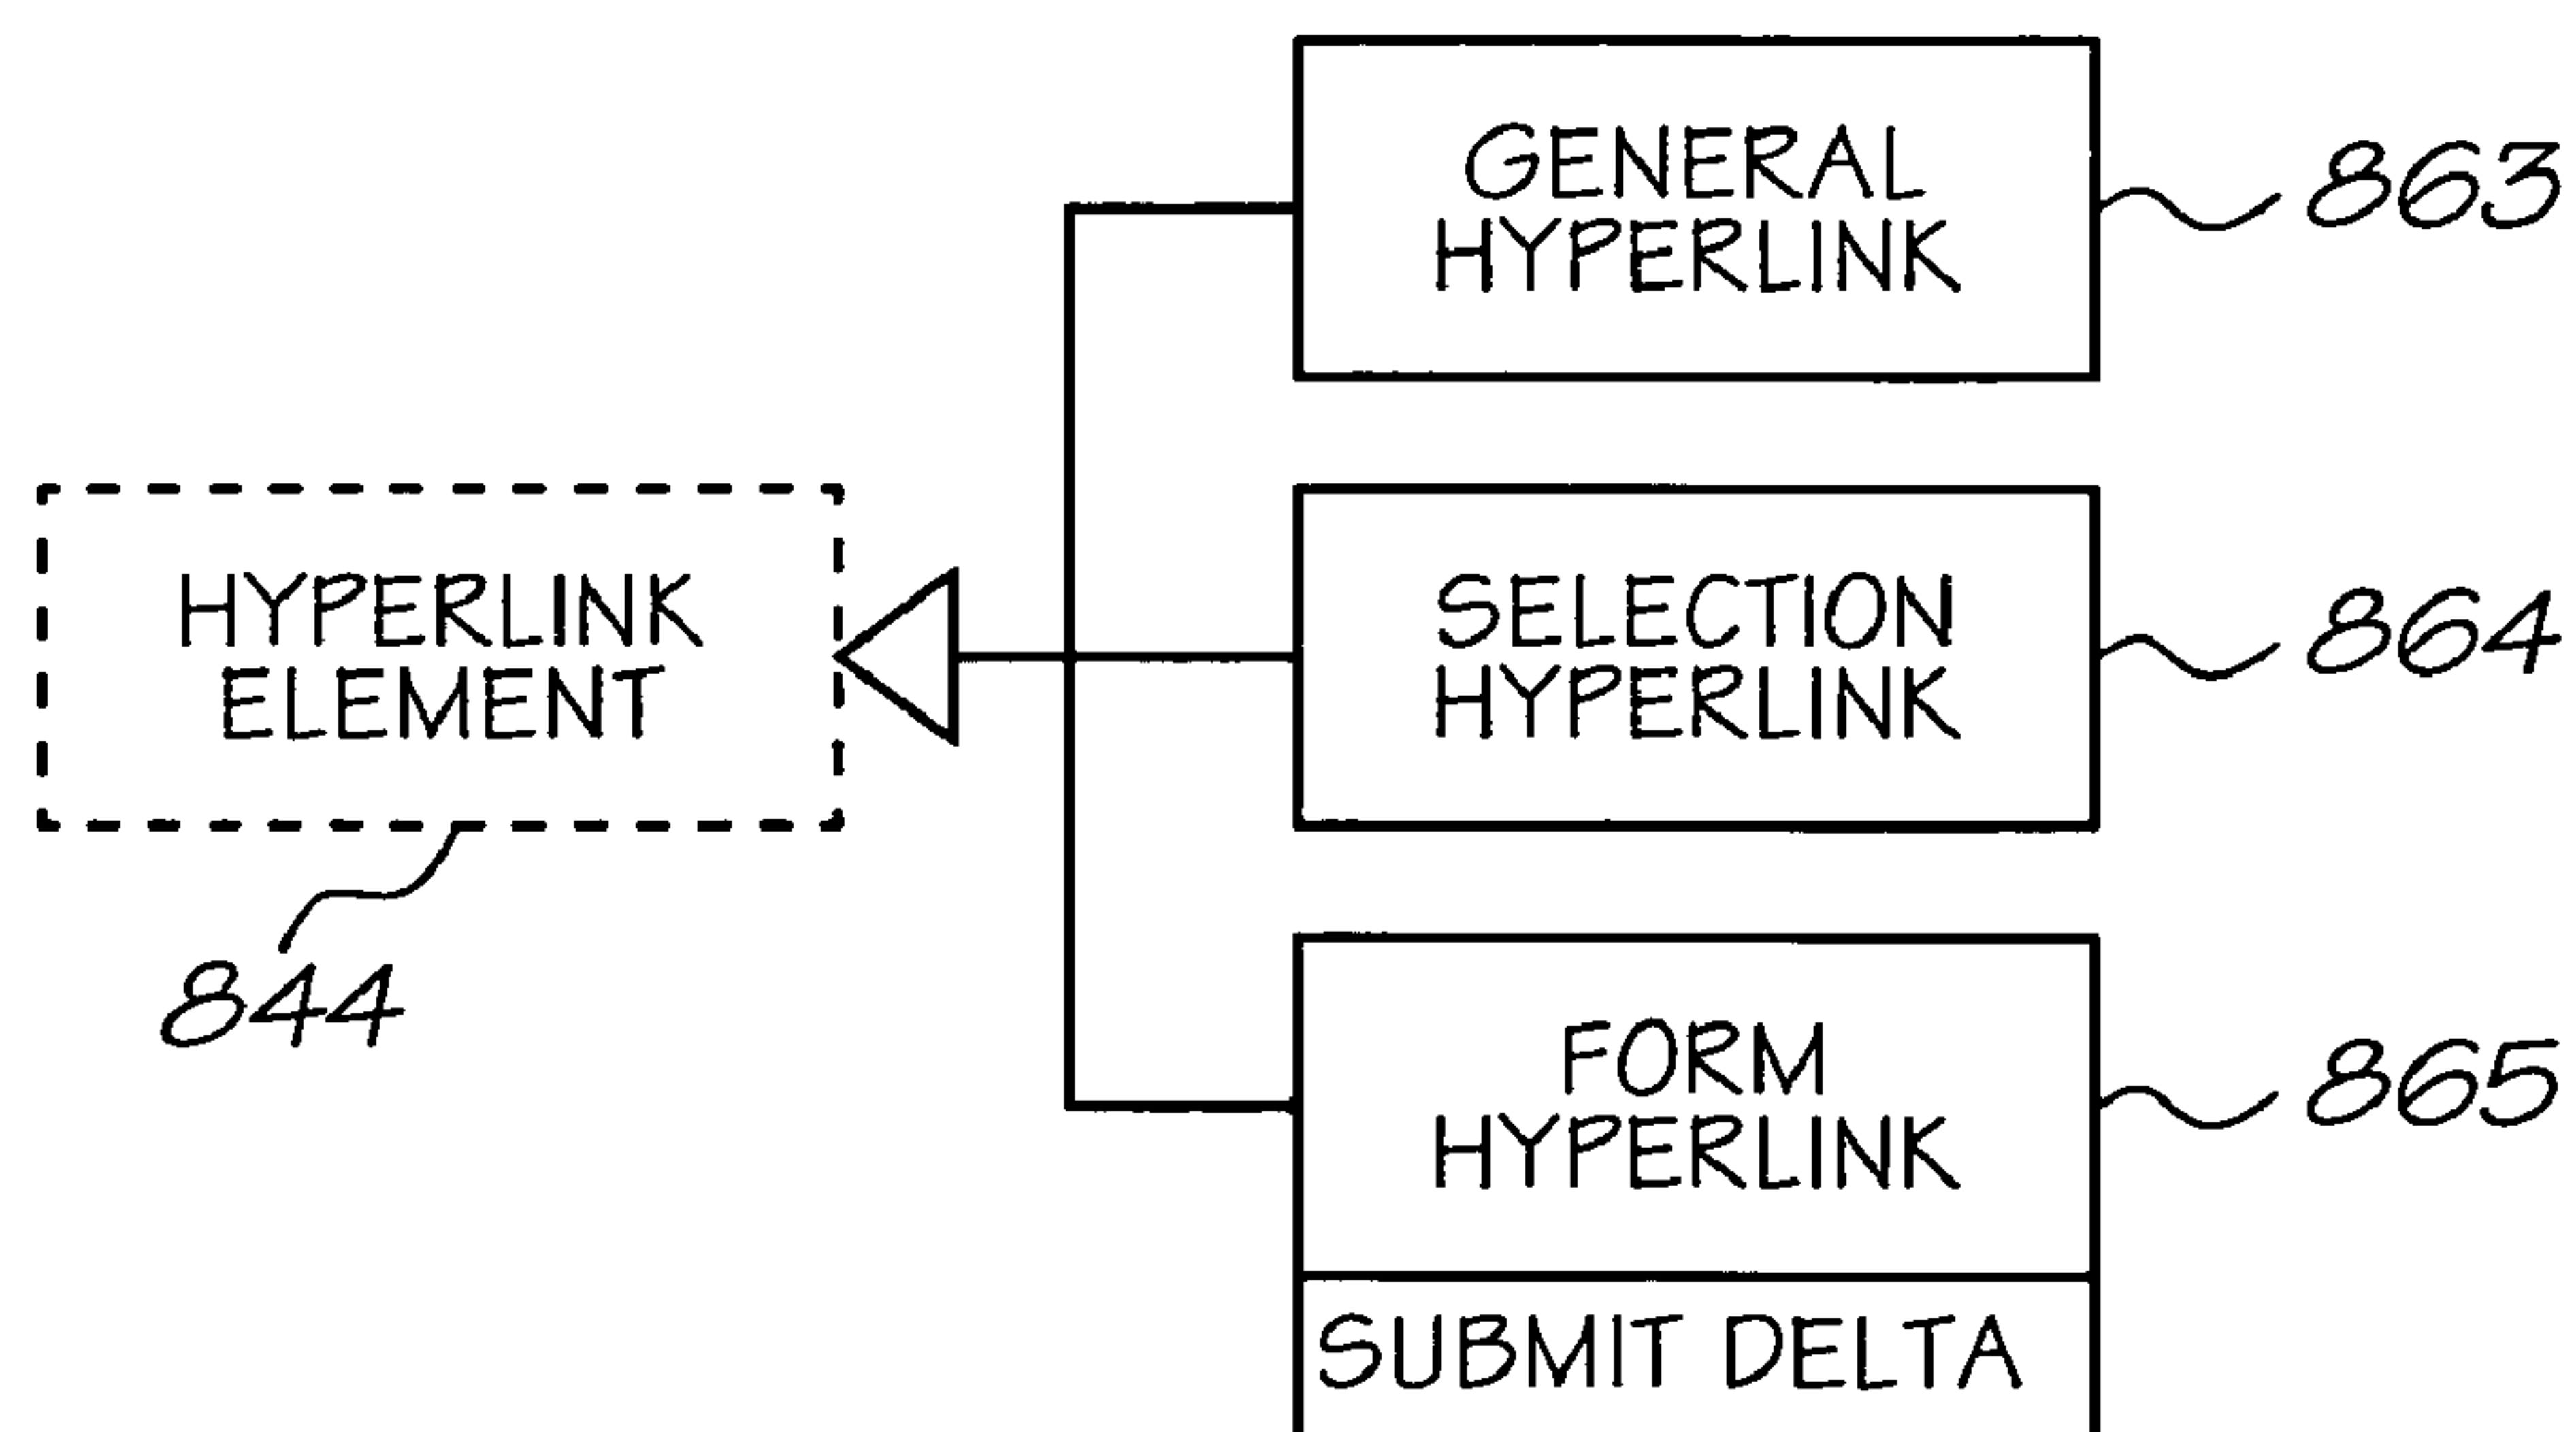 GENERAL
HYPERLINK
863
HYPERLINK
ELEMENT
844
SELECTION
HYPERLINK
864
FORM
HYPERLINK
865
SUBMIT DELTA